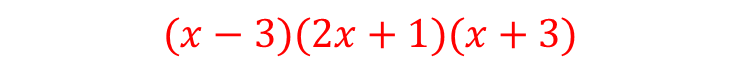 (x − 3)(2x + 1)(x + 3)